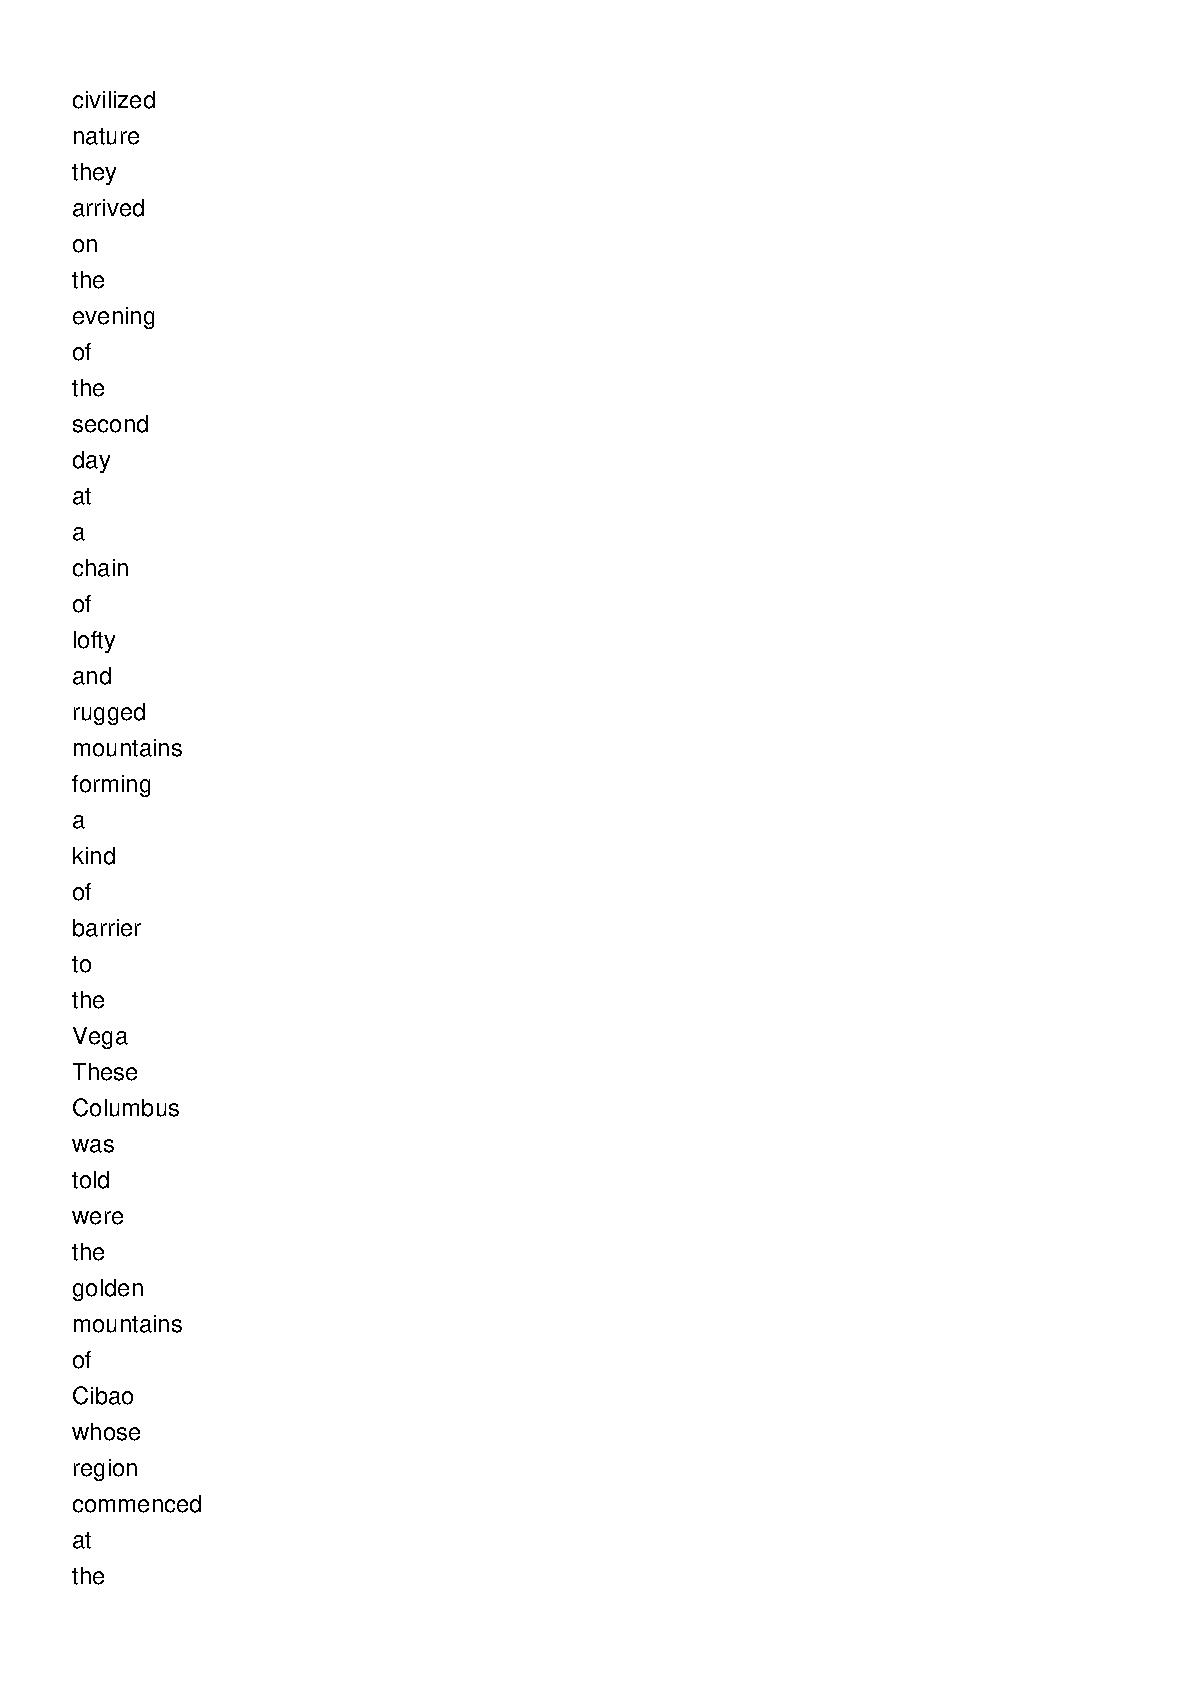 civilized
nature
they
arrived
on
the
evening
of
the
second
day
at
a
chain
of
lofty
and
rugged
mountains
forming
a
kind
of
barrier
to
the
Vega
These
Columbus
was
told
were
the
golden
mountains
of
Cibao
whose
region
commenced
at
the